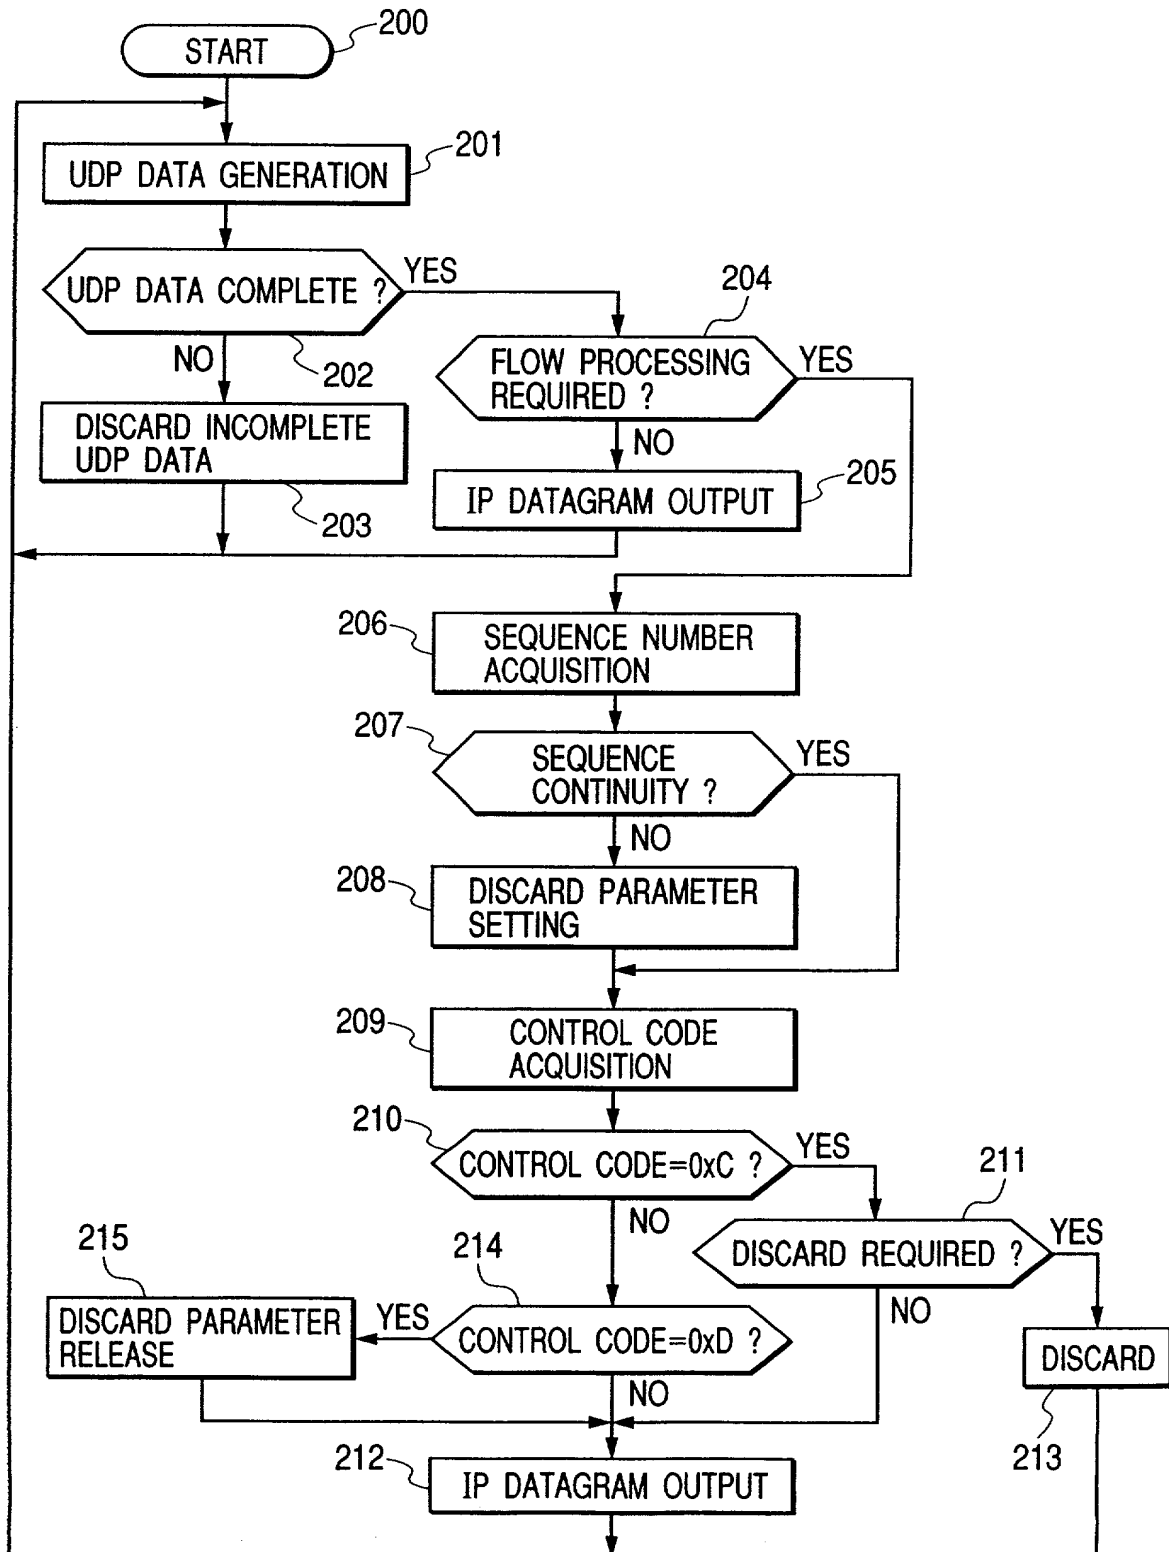 START
200
UDP DATA GENERATION
201
UDP DATA COMPLETE ?
YES
202
NO
204
FLOW PROCESSING
REQUIRED ?
YES
DISCARD INCOMPLETE
UDP DATA
203
NO
IP DATAGRAM OUTPUT
205
206
SEQUENCE NUMBER
ACQUISITION
207
SEQUENCE
CONTINUITY ?
YES
NO
208
DISCARD PARAMETER
SETTING
209
CONTROL CODE
ACQUISITION
210
CONTROL CODE=0xC ?
YES
NO
211
DISCARD REQUIRED ?
YES
NO
215
DISCARD PARAMETER
RELEASE
214
YES
CONTROL CODE=0xD ?
NO
DISCARD
213
212
IP DATAGRAM OUTPUT